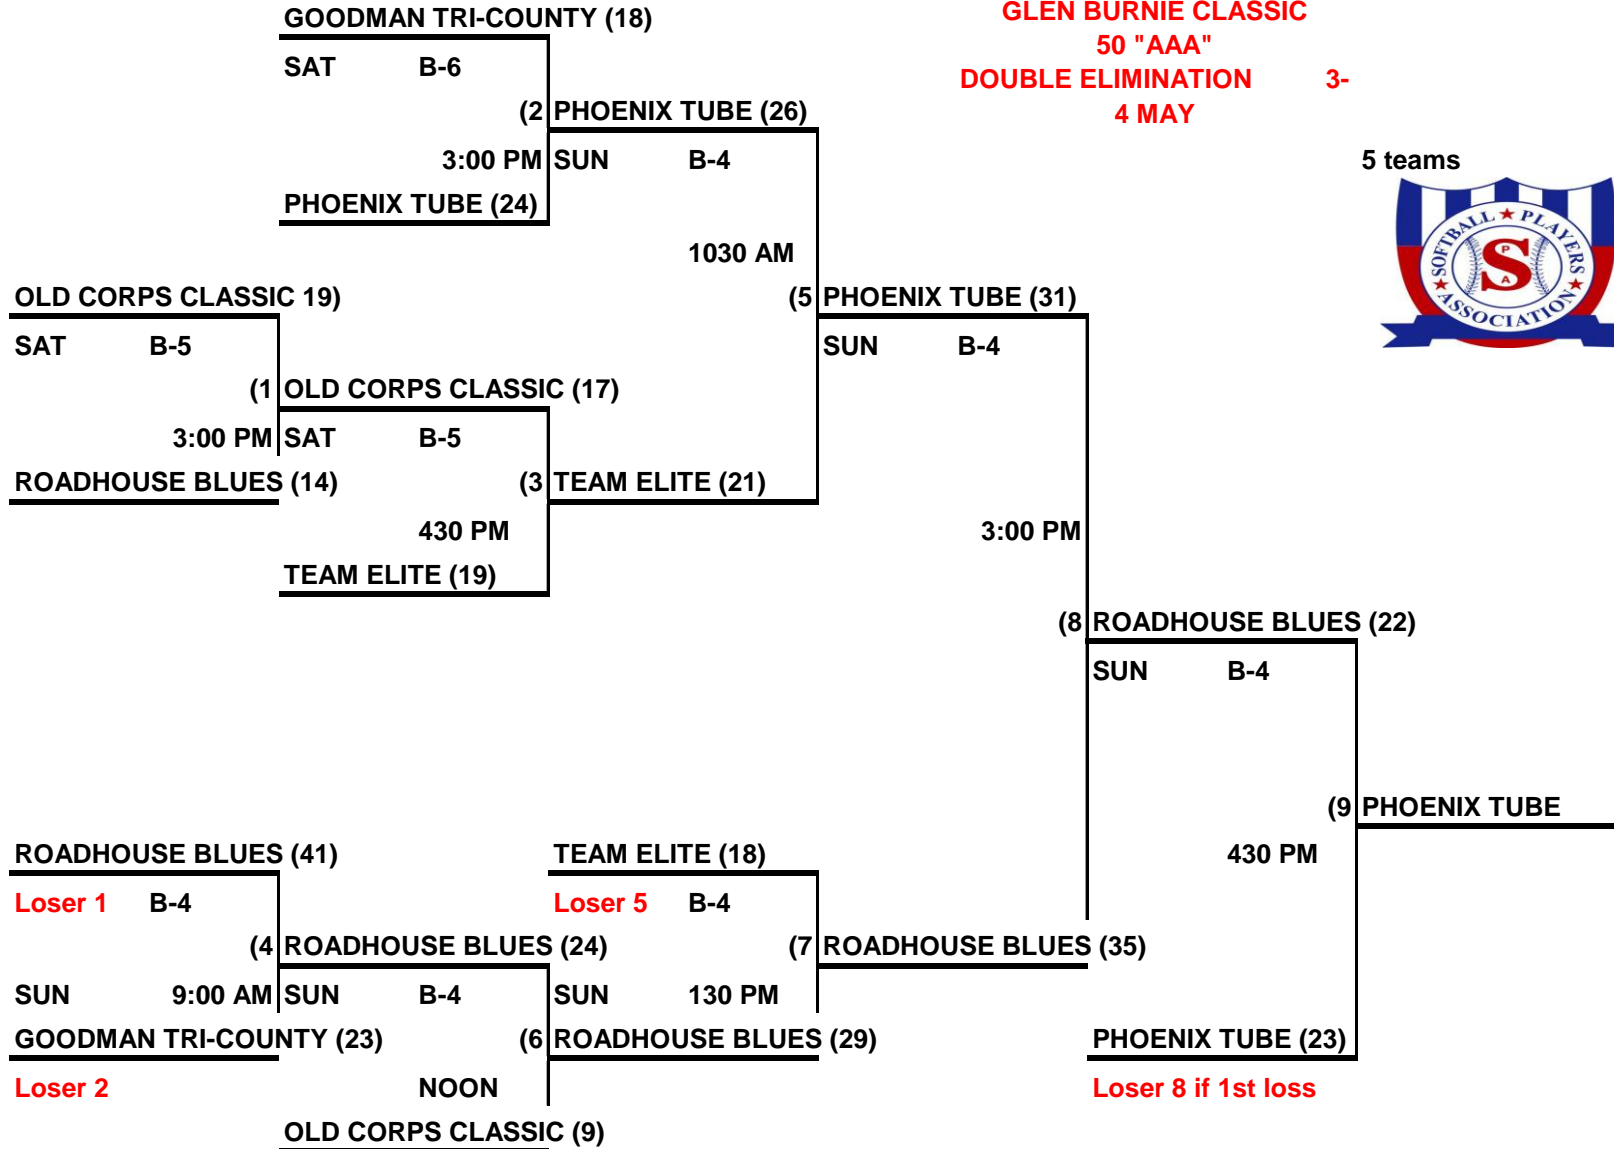 GOODMAN TRI-COUNTY (18)
GLEN BURNIE CLASSIC
50 "AAA"
DOUBLE ELIMINATION 3-
4 MAY
SAT B-6
(2 PHOENIX TUBE (26)
3:00 PM SUN B-4
5 teams
PHOENIX TUBE (24)
SOFTBALL ★ PLAYERS ★ ASSOCIATION ★
S
P
A
1030 AM
OLD CORPS CLASSIC 19)
(5 PHOENIX TUBE (31)
SAT B-5
SUN B-4
(1 OLD CORPS CLASSIC (17)
3:00 PM SAT B-5
ROADHOUSE BLUES (14)
(3 TEAM ELITE (21)
430 PM
3:00 PM
TEAM ELITE (19)
(8 ROADHOUSE BLUES (22)
SUN B-4
(9 PHOENIX TUBE
ROADHOUSE BLUES (41)
TEAM ELITE (18)
430 PM
Loser 1 B-4
Loser 5 B-4
(4 ROADHOUSE BLUES (24)
(7 ROADHOUSE BLUES (35)
SUN 9:00 AM SUN B-4
SUN 130 PM
GOODMAN TRI-COUNTY (23)
(6 ROADHOUSE BLUES (29)
PHOENIX TUBE (23)
Loser 2
NOON
Loser 8 if 1st loss
OLD CORPS CLASSIC (9)